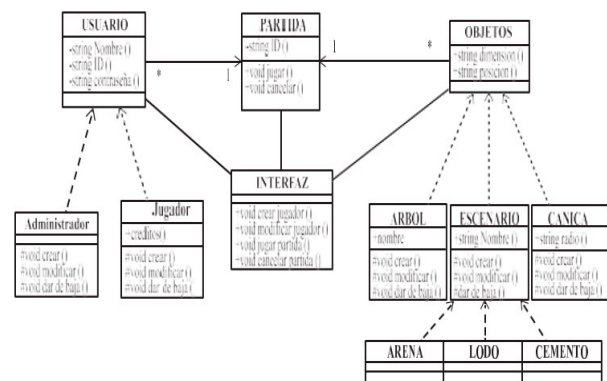 USUARIO
-string Nombre ()
-string ID ()
-string contraseña()
PARTIDA
-string ID ()
+void jugar()
+void cancelar()
OBJETOS
+string dimension()
+string posicion ()
*
1
1
*
INTERFAZ
+void crear jugador()
+void modificar jugador()
+void jugar partida()
+void cancelar partida()
Administrador
#void crear()
#void modificar()
#void dar de baja()
Jugador
+creditos()
#void crear()
#void modificar()
#void dar de baja()
ARBOL
+nombre
#void crear()
#void modificar()
#void dar de baja ()
ESCENARIO
+string Nombre ()
#void crear()
#void modificar()
#dar de baja()
CANICA
+string radio()
#void crear()
#void modificar()
#void dar de baja()
ARENA
LODO
CEMENTO